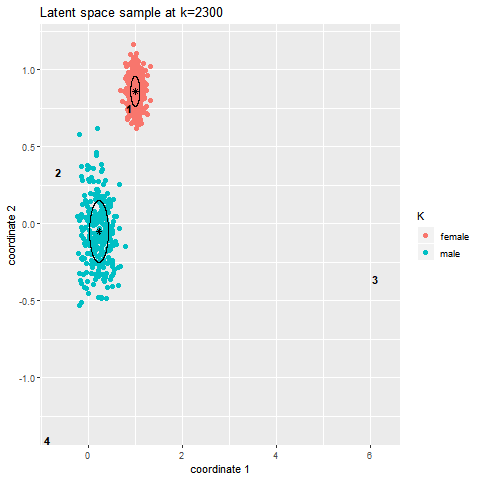 Latent space sample at k=2300
1.0
0.5
0.0
-0.5
-1.0
coordinate 2
1
2
3
4
0
2
4
6
coordinate 1
K
female
male